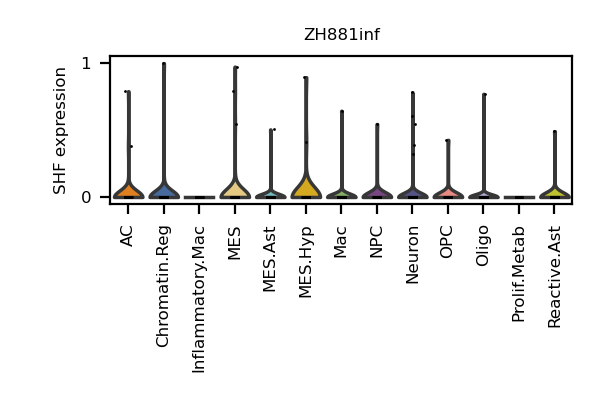 ZH881inf
SHF expression
1
0
AC
Chromatin.Reg
Inflammatory.Mac
MES
MES.Ast
MES.Hyp
Mac
NPC
Neuron
OPC
Oligo
Prolif.Metab
Reactive.Ast